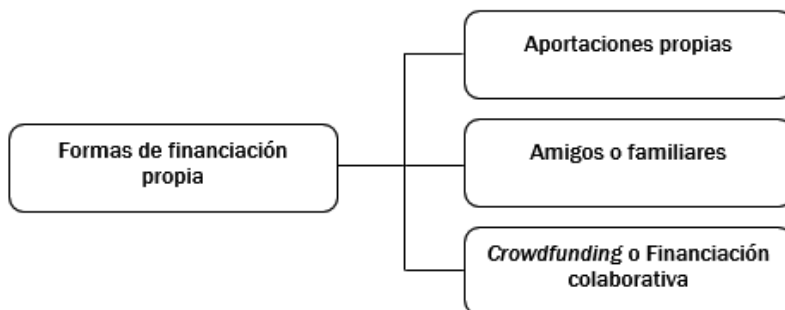 Aportaciones propias
Formas de financiación
propia
Amigos o familiares
Crowdfunding o Financiación
colaborativa